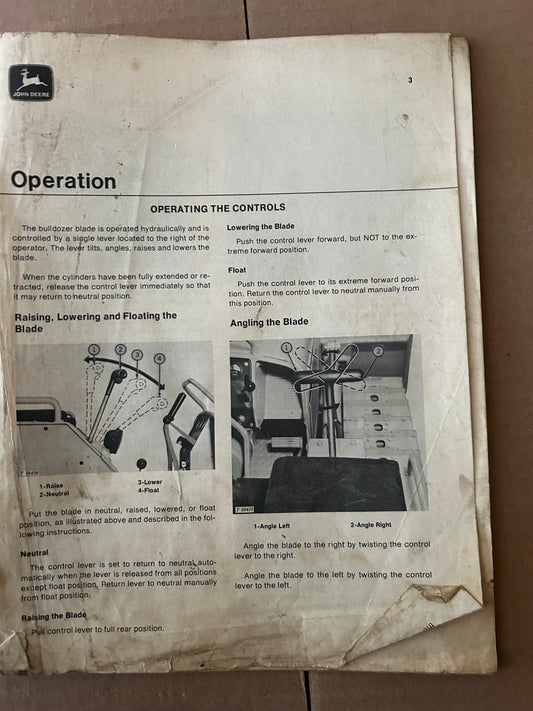 JOHN DEERE
3
Operation
OPERATING THE CONTROLS
The bulldozer blade is operated hydraulically and is
controlled by a single lever located to the right of the
operator. The lever tilts, angles, raises and lowers the
blade.
When the cylinders have been fully extended or re-
tracted, release the control lever immediately so that
it may return to neutral position.
Raising, Lowering and Floating the
Blade
1 2 3 4
T 28430
1-Raise 3-Lower
2-Neutral 4-Float
Put the blade in neutral, raised, lowered, or float
position, as illustrated above and described in the fol-
lowing instructions.
Neutral
The control lever is set to return to neutral auto-
matically when the lever is released from all positions
except float position. Return lever to neutral manually
from float position.
Raising the Blade
Pull control lever to full rear position.
Lowering the Blade
Push the control lever forward, but NOT to the ex-
treme forward position.
Float
Push the control lever to its extreme forward posi-
tion. Return the control lever to neutral manually from
this position.
Angling the Blade
1 2
1-Angle Left 2-Angle Right
Angle the blade to the right by twisting the control
lever to the right.
Angle the blade to the left by twisting the control
lever to the left.